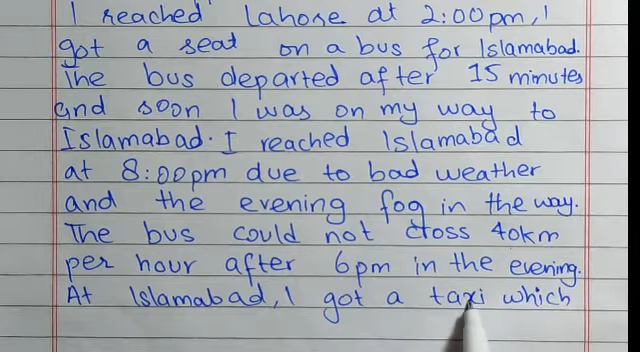 I reached Lahore at 2:00pm, I
got a seat on a bus for Islamabad.
The bus departed after 15 minutes
and soon I was on my way to
Islamabad. I reached Islamabad
at 8:00pm due to bad weather
and the evening fog in the way.
The bus could not cross 40km
per hour after 6pm in the evening.
At Islamabad, I got a taxi which